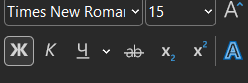 Times New Roma 15 A
Ж К Ч ab x₂ x² A